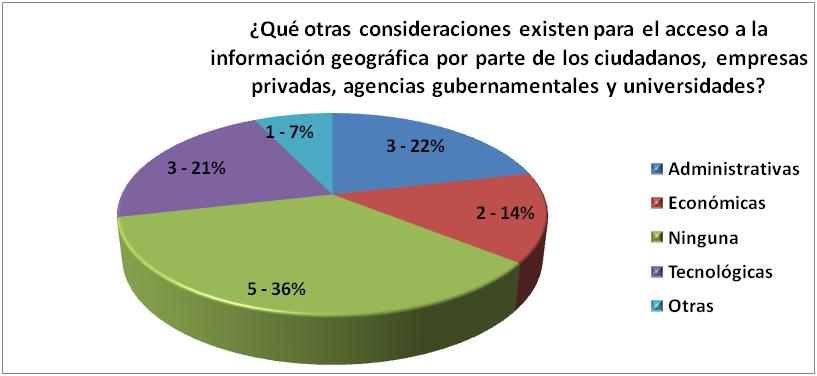 ¿Qué otras consideraciones existen para el acceso a la
información geográfica por parte de los ciudadanos, empresas
privadas, agencias gubernamentales y universidades?
1 - 7%
3 - 22%
3 - 21%
2 - 14%
5 - 36%
Administrativas
Económicas
Ninguna
Tecnológicas
Otras